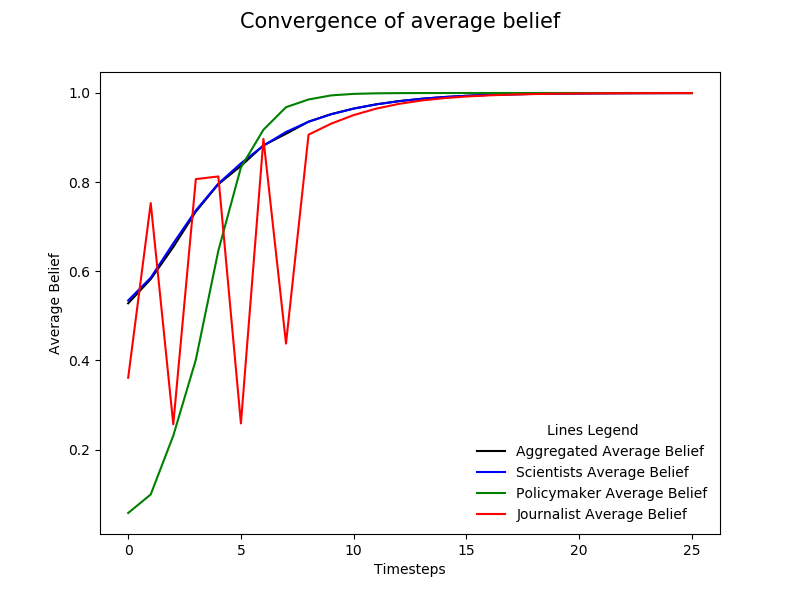 Convergence of average belief
1.0
0.8
0.6
0.4
0.2
Average Belief
0
5
10
15
20
25
Timesteps
Lines Legend
Aggregated Average Belief
Scientists Average Belief
Policymaker Average Belief
Journalist Average Belief